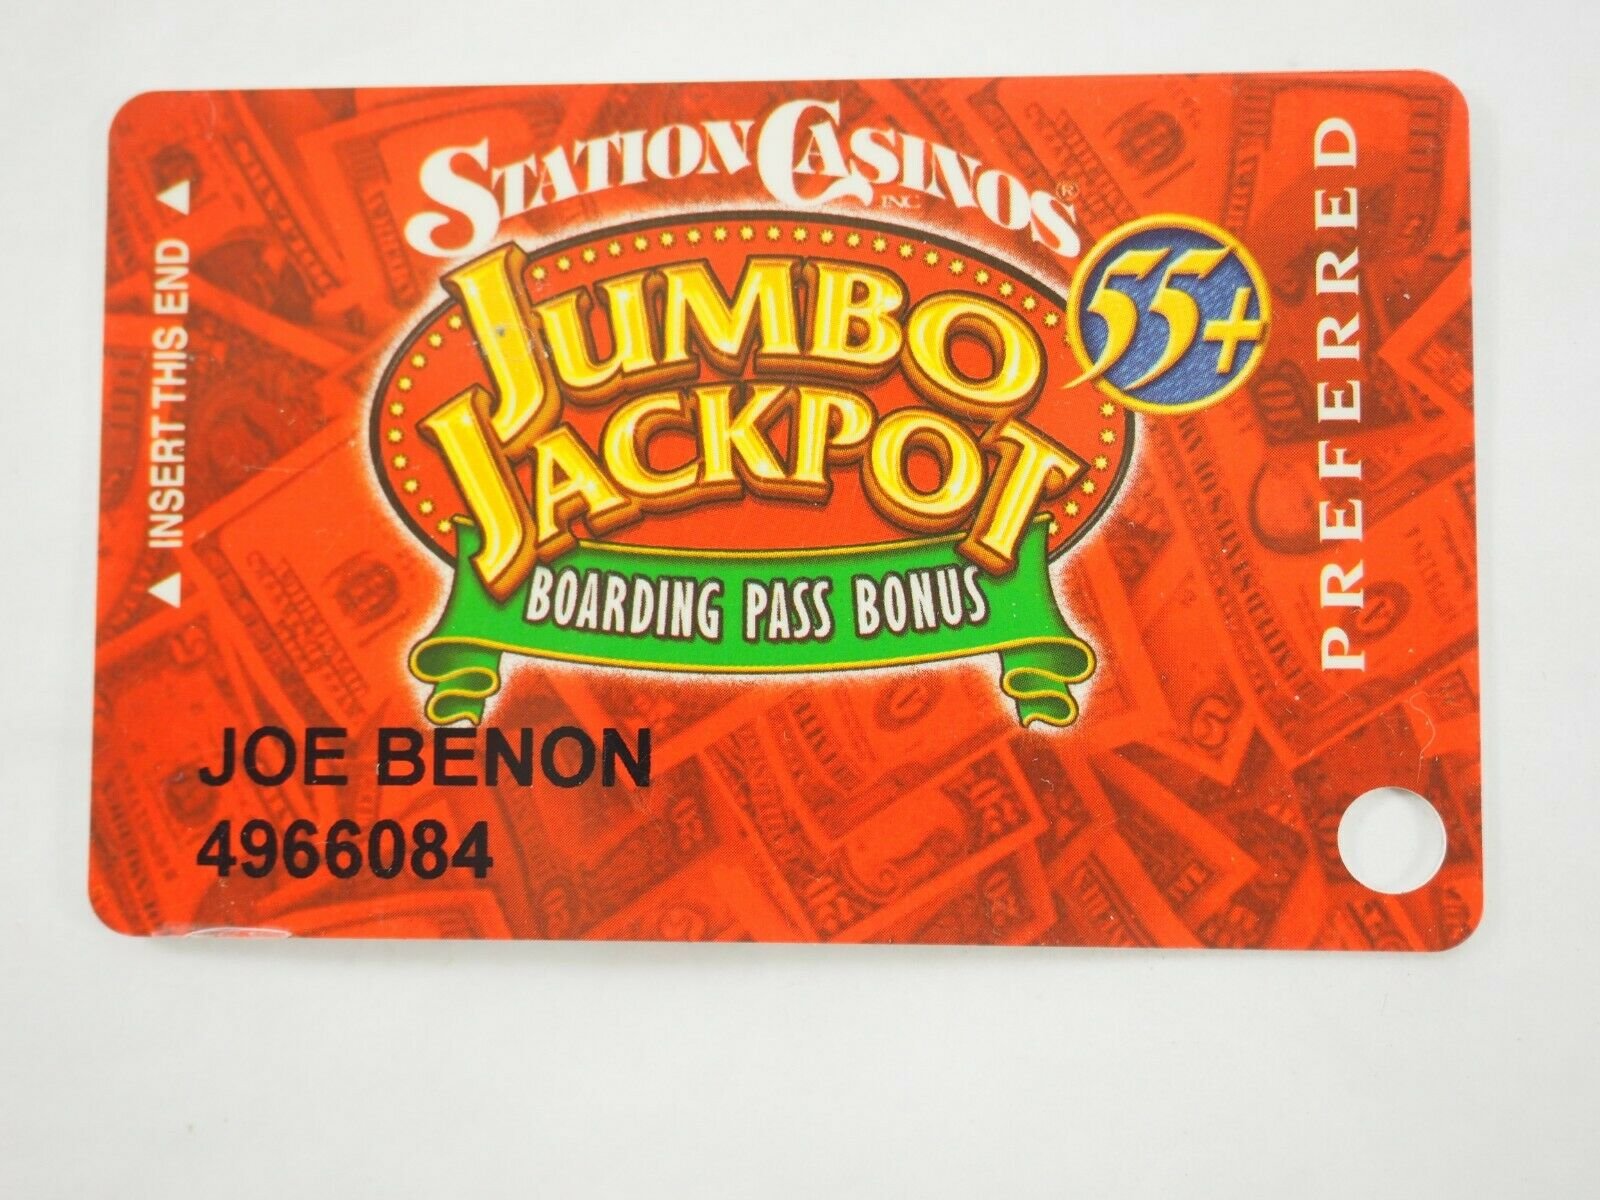 STATION CASINOS®
INC
JUMBO
JACKPOT
BOARDING PASS BONUS
55+
PREFERRED
INSERT THIS END
JOE BENON
4966084